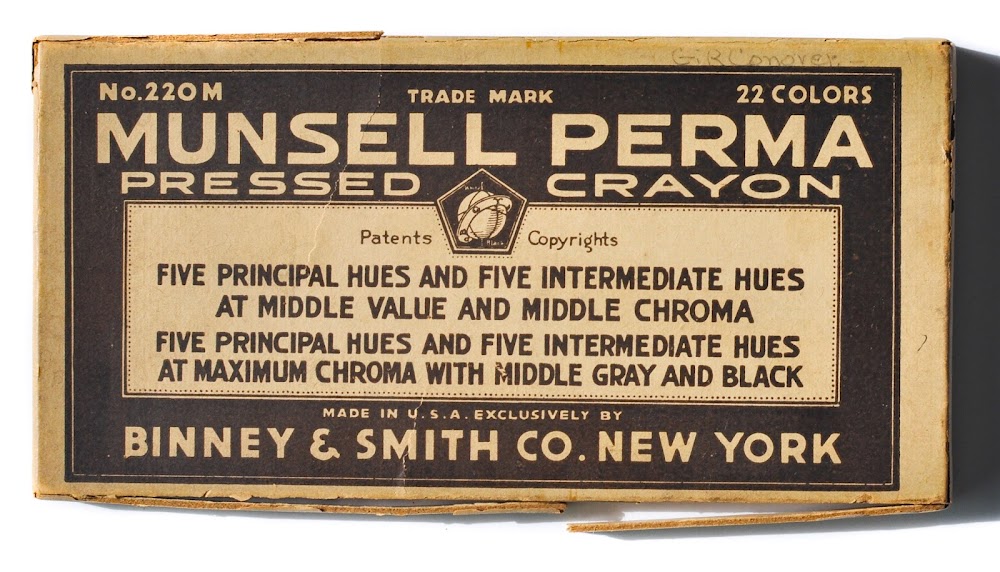 G.R. Conover
No. 220 M TRADE MARK 22 COLORS
MUNSELL PERMA
PRESSED CRAYON
Patents Copyrights
FIVE PRINCIPAL HUES AND FIVE INTERMEDIATE HUES
AT MIDDLE VALUE AND MIDDLE CHROMA
FIVE PRINCIPAL HUES AND FIVE INTERMEDIATE HUES
AT MAXIMUM CHROMA WITH MIDDLE GRAY AND BLACK
MADE IN U.S.A. EXCLUSIVELY BY
BINNEY & SMITH CO. NEW YORK